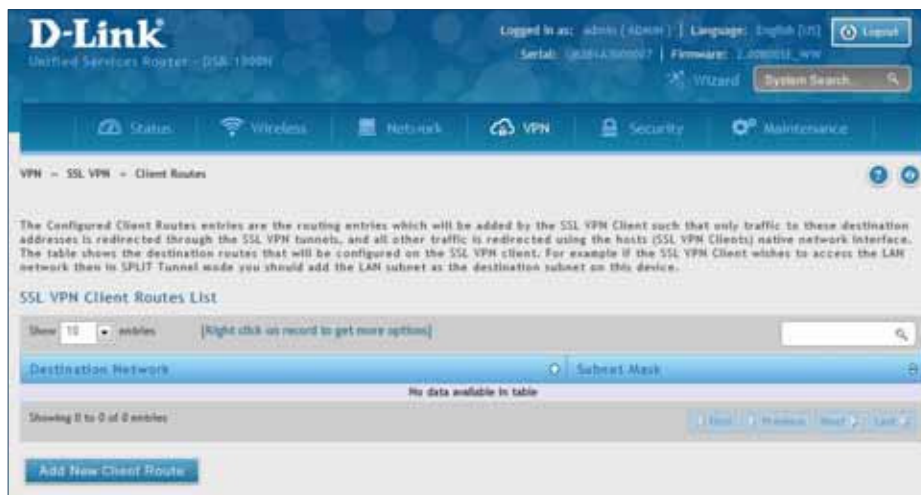 D-Link
Unified Services Router - DSR-1000N
Logged in as: admin ( ADMIN ) | Language: English [US]
Logout
Serial: | Firmware:
Wizard
System Search...
Status
Wireless
Network
VPN
Security
Maintenance
VPN » SSL VPN » Client Routes
The Configured Client Routes entries are the routing entries which will be added by the SSL VPN Client such that only traffic to these destination
addresses is redirected through the SSL VPN tunnels, and all other traffic is redirected using the hosts (SSL VPN Clients) native network interface.
The table shows the destination routes that will be configured on the SSL VPN client. For example if the SSL VPN Client wishes to access the LAN
network then in SPLIT Tunnel mode you should add the LAN subnet as the destination subnet on this device.
SSL VPN Client Routes List
Show 10 entries
[Right click on record to get more options]
Destination Network
Subnet Mask
No data available in table
Showing 0 to 0 of 0 entries
First Previous Next Last
Add New Client Route